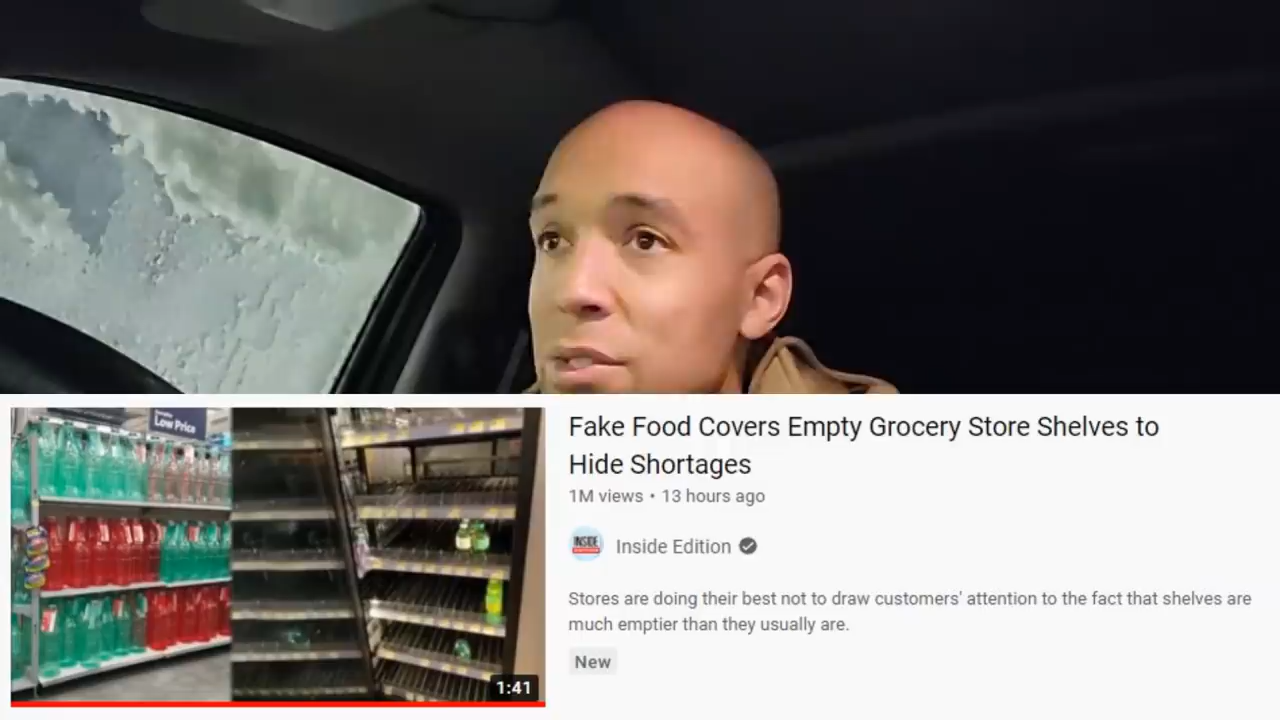 Low Price
Fake Food Covers Empty Grocery Store Shelves to
Hide Shortages
1M views • 13 hours ago
INSIDE
Inside Edition
Stores are doing their best not to draw customers' attention to the fact that shelves are
much emptier than they usually are.
New
1:41